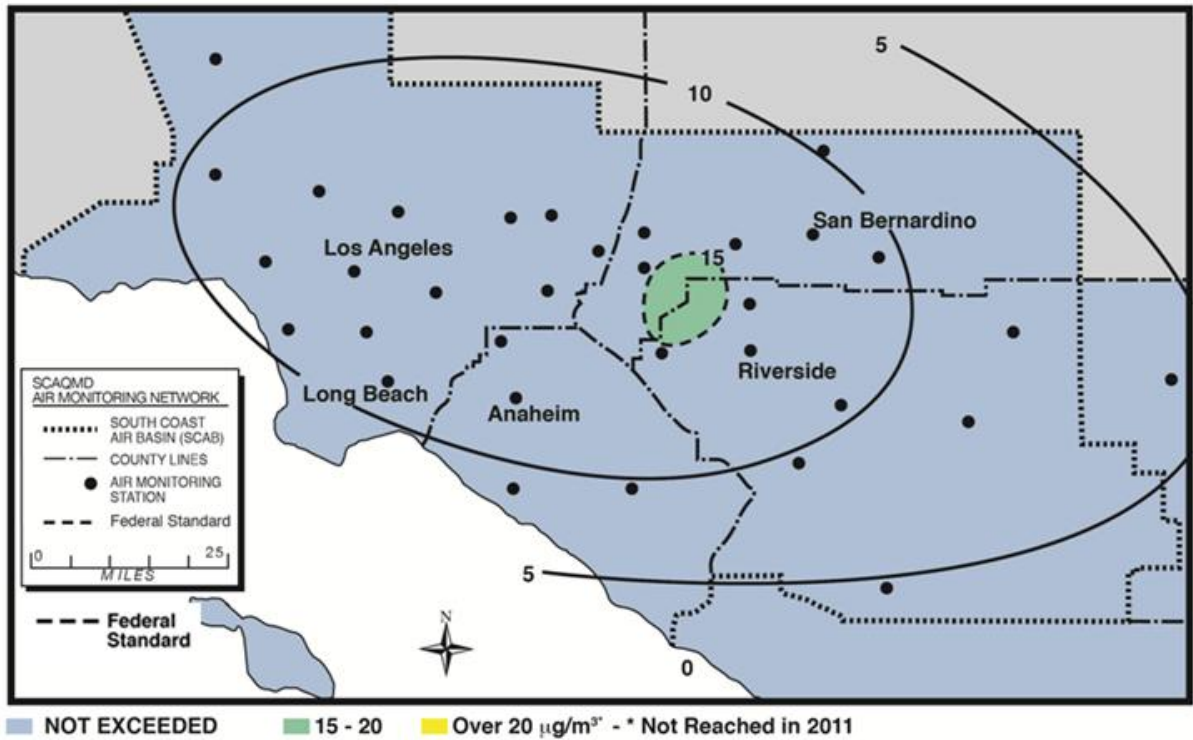 5
10
San Bernardino
Los Angeles
15
Riverside
Long Beach
Anaheim
SCAQMD
AIR MONITORING NETWORK
SOUTH COAST
AIR BASIN (SCAB)
COUNTY LINES
AIR MONITORING
STATION
Federal Standard
0 25
MILES
5
Federal
Standard
N
0
NOT EXCEEDED 15 - 20 Over 20 µg/m³* - * Not Reached in 2011